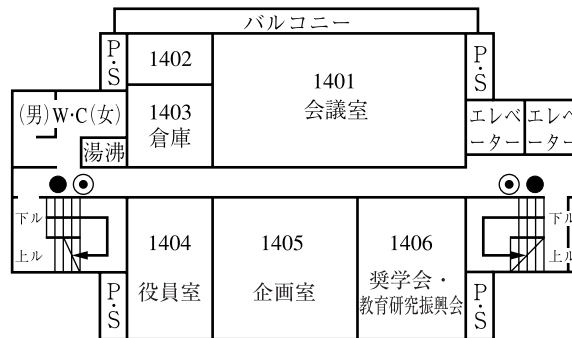 バルコニー
P・S
1402
1401
会議室
P・S
(男)W・C(女)
1403
倉庫
エレベーター
エレベーター
湯沸
下ル
上ル
1404
役員室
1405
企画室
1406
奨学会・
教育研究振興会
下ル
上ル
P・S
P・S